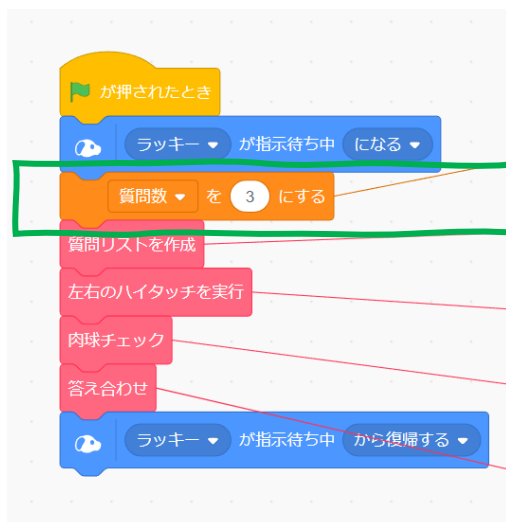 が押されたとき
ラッキー が指示待ち中 になる
質問数 を 3 にする
質問リストを作成
左右のハイタッチを実行
肉球チェック
答え合わせ
ラッキー が指示待ち中 から復帰する